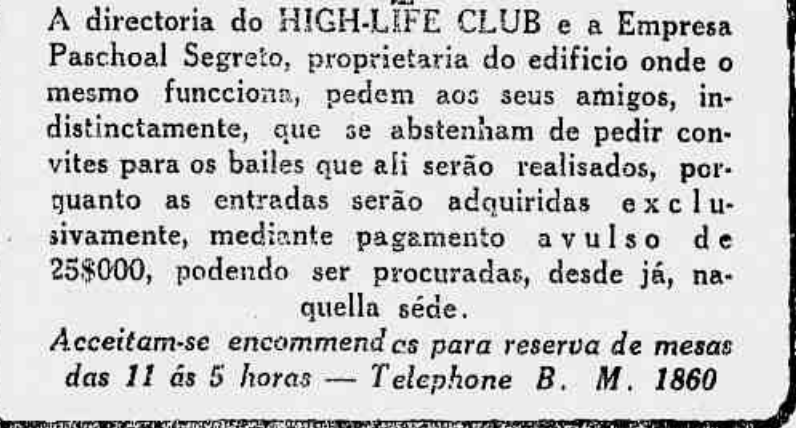 A directoria do HIGH-LIFE CLUB e a Empresa
Paschoal Segreto, proprietaria do edificio onde o
mesmo funcciona, pedem aos seus amigos, in-
distinctamente, que se abstenham de pedir con-
vites para os bailes que ali serão realisados, por-
quanto as entradas serão adquiridas exclu-
sivamente, mediante pagamento avulso de
25$000, podendo ser procuradas, desde já, na-
quella séde.
Acceitam-se encommendas para reserva de mesas
das 11 ás 5 horas — Telephone B. M. 1860